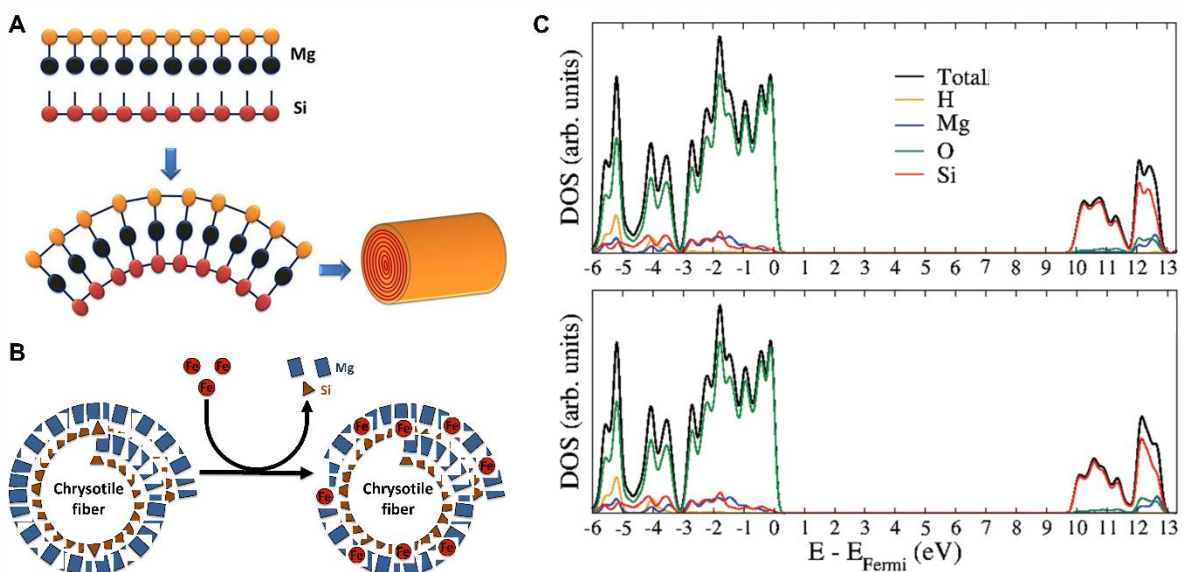 A
Mg
Si
B
Fe Fe
Fe
Mg
Si
Chrysotile
fiber
Fe Fe Fe
Fe
Fe
Chrysotile
fiber
Fe
Fe Fe
C
DOS (arb. units)
Total
H
Mg
O
Si
-6 -5 -4 -3 -2 -1 0 1 2 3 4 5 6 7 8 9 10 11 12 13
DOS (arb. units)
-6 -5 -4 -3 -2 -1 0 1 2 3 4 5 6 7 8 9 10 11 12 13
E - EFermi (eV)